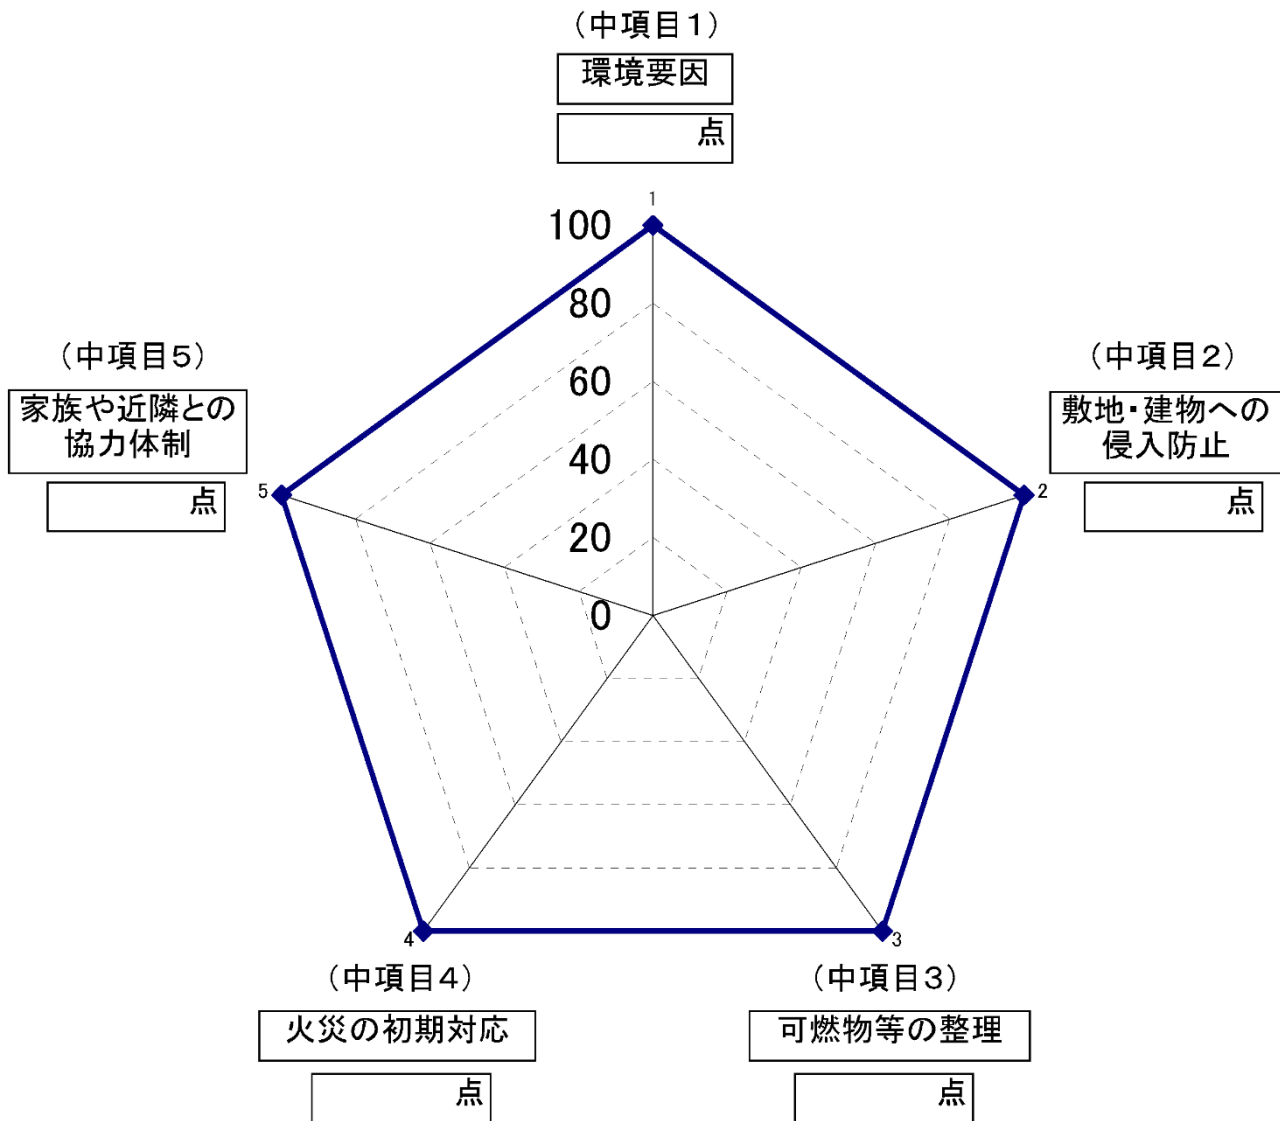 （中項目１）
環境要因
点
1
100
80
60
40
20
0
（中項目５）
家族や近隣との
協力体制
点
5
（中項目２）
敷地・建物への
侵入防止
点
2
4
3
（中項目４）
火災の初期対応
点
（中項目３）
可燃物等の整理
点